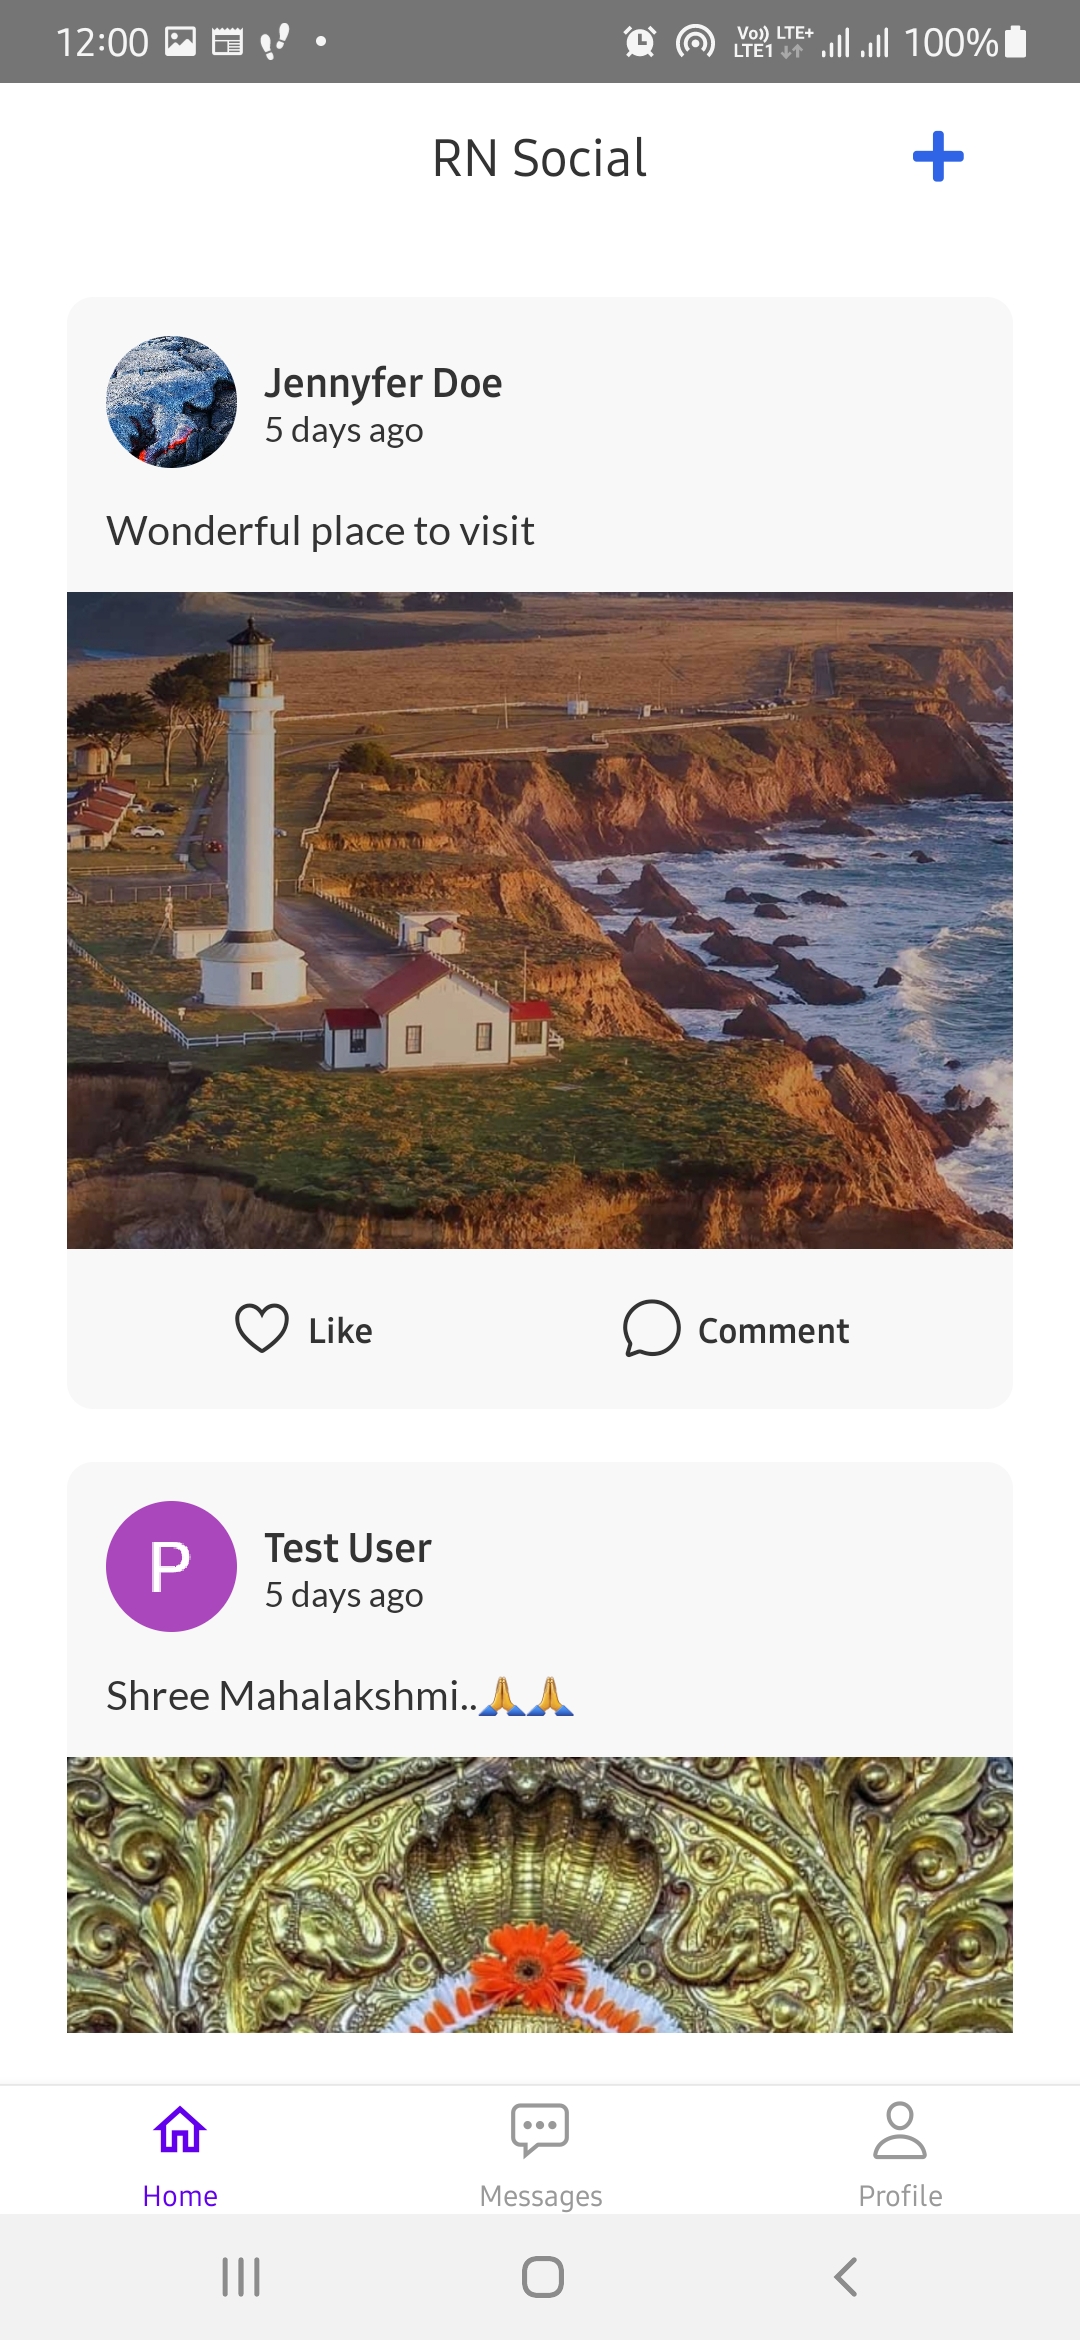 12:00 Vo)) LTE+ LTE1 100%
RN Social
Jennyfer Doe
5 days ago
Wonderful place to visit
Like Comment
P
Test User
5 days ago
Shree Mahalakshmi..🙏🙏
Home Messages Profile